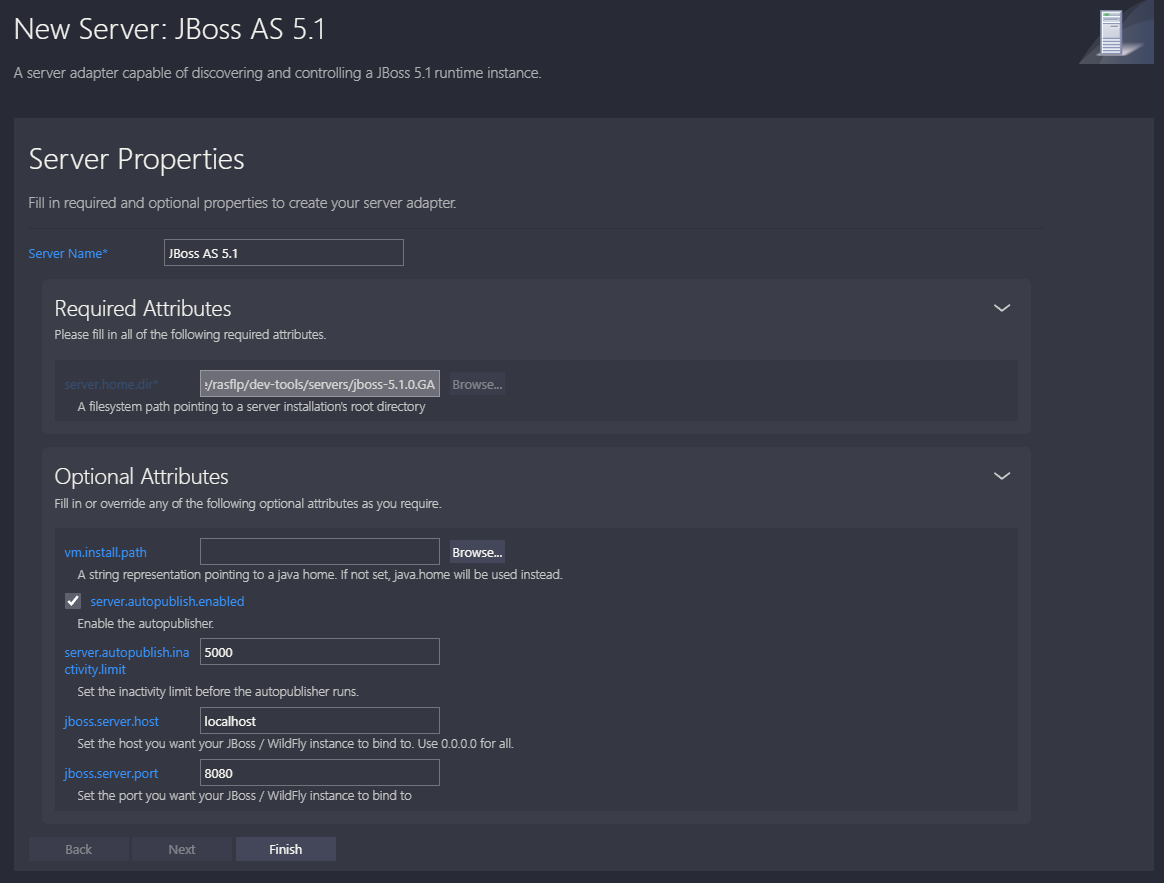 New Server: JBoss AS 5.1
A server adapter capable of discovering and controlling a JBoss 5.1 runtime instance.
Server Properties
Fill in required and optional properties to create your server adapter.
Server Name*
JBoss AS 5.1
Required Attributes
Please fill in all of the following required attributes.
server.home.dir*
/rasflp/dev-tools/servers/jboss-5.1.0.GA
Browse...
A filesystem path pointing to a server installation's root directory
Optional Attributes
Fill in or override any of the following optional attributes as you require.
vm.install.path
Browse...
A string representation pointing to a java home. If not set, java.home will be used instead.
server.autopublish.enabled
Enable the autopublisher.
server.autopublish.ina
ctivity.limit
5000
Set the inactivity limit before the autopublisher runs.
jboss.server.host
localhost
Set the host you want your JBoss / WildFly instance to bind to. Use 0.0.0.0 for all.
jboss.server.port
8080
Set the port you want your JBoss / WildFly instance to bind to
Back
Next
Finish